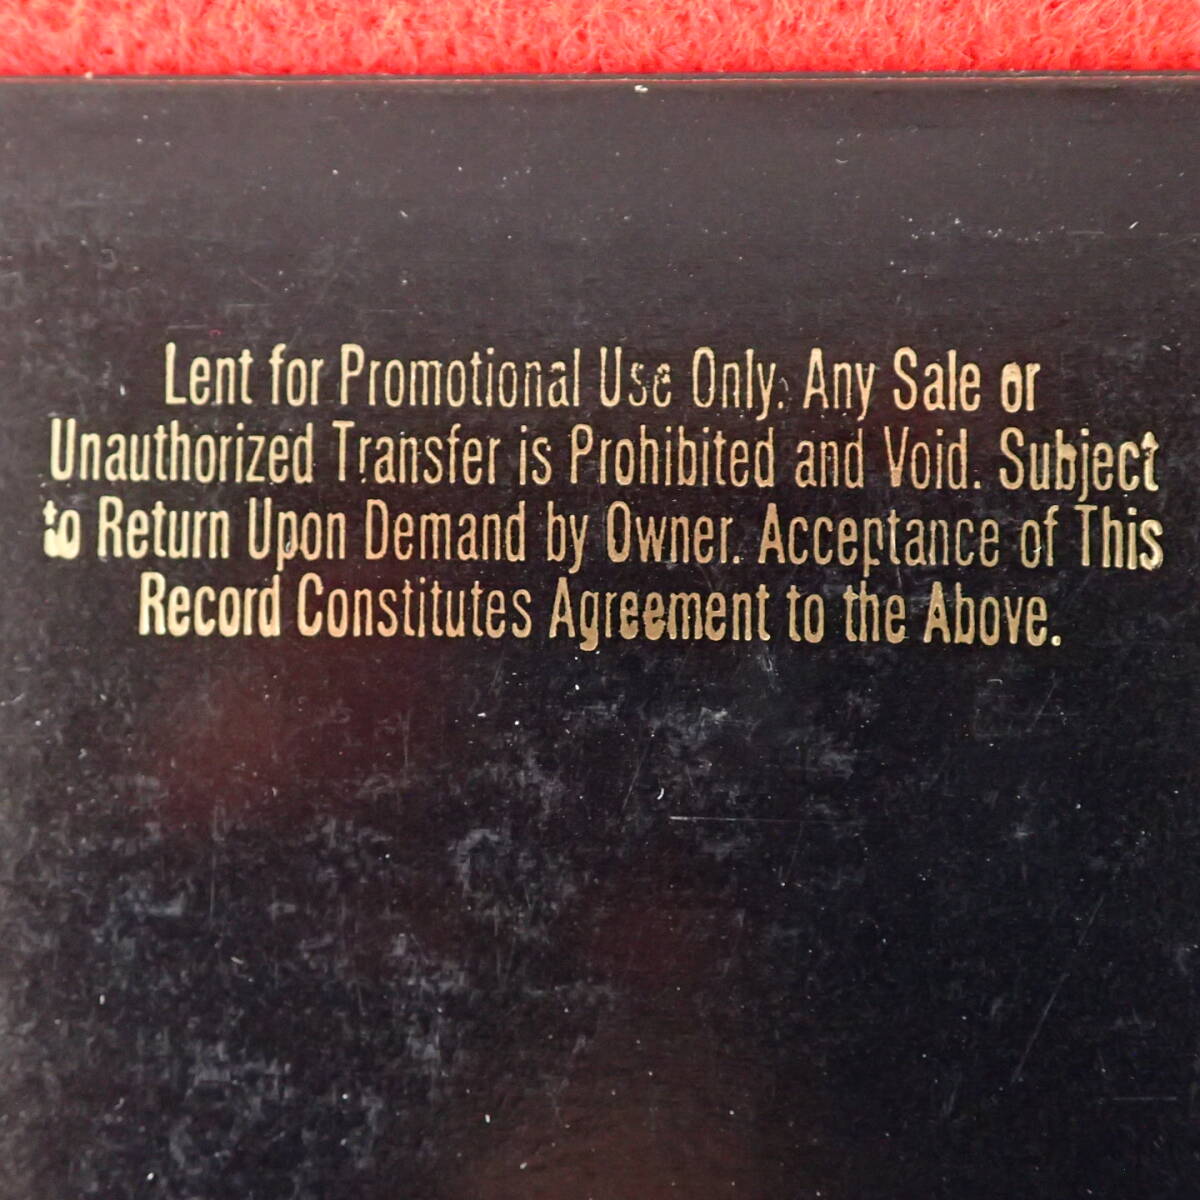 Lent for Promotional Use Only. Any Sale or
Unauthorized Transfer is Prohibited and Void. Subject
to Return Upon Demand by Owner. Acceptance of This
Record Constitutes Agreement to the Above.